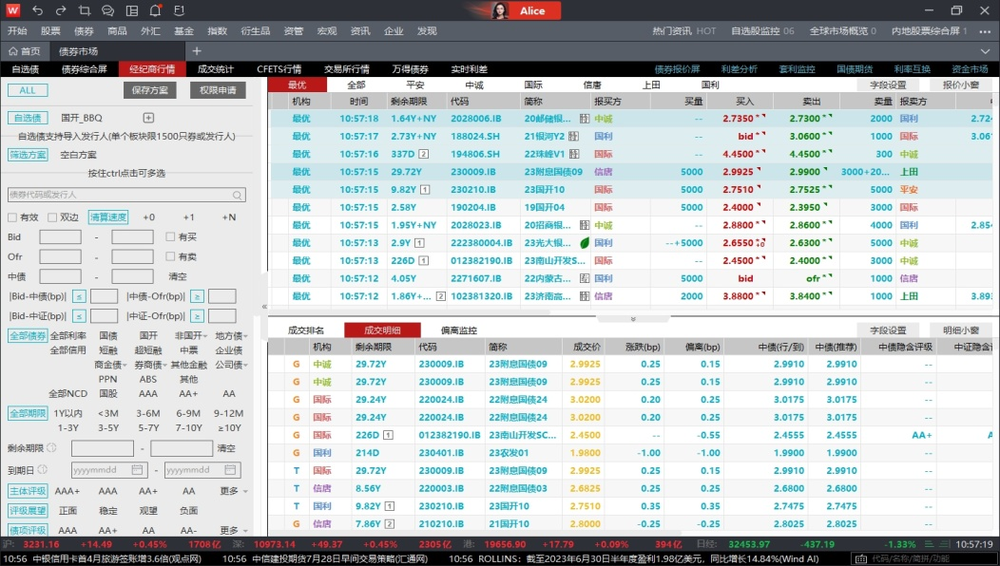 W F1 Alice
开始 股票 债券 商品 外汇 基金 指数 衍生品 资管 宏观 资讯 企业 发现 热门资讯 HOT 自选股监控 06 全球市场概览 0 内地股票综合屏 1
首页 债券市场 +
自选债 债券综合屏 经纪商行情 成交统计 CFETS行情 交易所行情 万得债券 实时利差 债券报价屏 利差分析 套利监控 国债期货 利率互换 资金市场
ALL 保存方案 权限申请
自选债 国开_BBQ
自选债支持导入发行人(单个板块限1500只券或发行人)
筛选方案 空白方案
按住ctrl点击可多选
债券代码或发行人
有效 双边 清算速度 +0 +1 +N
Bid - 有买
Ofr - 有卖
中债 - 清空
|Bid-中债(bp)| ≤ |中债-Ofr(bp)| ≥
|Bid-中证(bp)| ≤ |中证-Ofr(bp)| ≥
全部债券 全部利率 国债 国开 非国开 地方债
全部信用 短融 超短融 中票 企业债
商金债 券商债 其他金融 公司债
PPN ABS 其他
全部NCD 国股 AAA AA+ AA
全部期限 1Y以内 <3M 3-6M 6-9M 9-12M
1-3Y 3-5Y 5-7Y 7-10Y ≥10Y
剩余期限 - 清空
到期日 yyyymmdd - yyyymmdd
主体评级 AAA+ AAA AA+ AA 更多
评级展望 正面 稳定 观望 负面
债项评级 AAA AA+ AA AA- 更多
最优 全部 平安 中诚 国际 信唐 上田 国利 字段设置 报价小窗
机构 时间 剩余期限 代码 简称 报买方 买量 买入 卖出 卖量 报卖方
最优 10:57:18 1.64Y+NY 2028006.IB 20邮储银... 中诚 -- 2.7350 2.7300 2000 国利 2.724
最优 10:57:17 2.73Y+NY 188024.SH 21银河Y2 国利 -- bid 3.0600 1000 国际 3.06
最优 10:57:16 337D 2 194806.SH 22珠峰V1 国际 -- 4.4500 4.4500 300 中诚
最优 10:57:15 29.72Y 230009.IB 23附息国债09 信唐 5000 2.9925 2.9900 3000+20... 上田
最优 10:57:15 9.82Y 1 230210.IB 23国开10 国际 5000 2.7510 2.7525 5000 平安
最优 10:57:15 2.58Y 190204.IB 19国开04 国际 5000 2.4000 2.3950 3000 国际
最优 10:57:15 1.95Y+NY 2028023.IB 20招商银... 中诚 -- 2.8800 2.8600 4000 国利 2.854
最优 10:57:13 2.9Y 1 222380004.IB 23光大银... 国利 --+5000 2.6550 2.6300 5000 中诚
最优 10:57:13 226D 1 012382190.IB 23南山开发S... 国际 -- 2.4500 2.4000 3000 中诚
最优 10:57:12 4.05Y 2271607.IB 22内蒙古... 国利 5000 bid ofr 1000 信唐
最优 10:57:12 1.86Y+... 2 102381320.IB 23济南高... 信唐 2000 3.8800 3.8400 1000 上田 3.89
成交排名 成交明细 偏离监控 字段设置 明细小窗
机构 剩余期限 代码 简称 成交价 涨跌(bp) 偏离(bp) 中债(行/到) 中债(推荐) 中债隐含评级 中证隐含
G 中诚 29.72Y 230009.IB 23附息国债09 2.9925 0.25 0.15 2.9910 2.9910 --
G 中诚 29.72Y 230009.IB 23附息国债09 2.9925 0.25 0.15 2.9910 2.9910 --
G 国际 29.24Y 220024.IB 22附息国债24 3.0200 0.20 0.25 3.0175 3.0175 --
G 国际 29.24Y 220024.IB 22附息国债24 3.0200 0.20 0.25 3.0175 3.0175 --
G 国际 226D 1 012382190.IB 23南山开发SC... 2.4500 -- -0.55 2.4555 2.4555 AA+ A
G 国利 214D 230401.IB 23农发01 1.9800 -1.00 -1.00 1.9900 1.9900 --
T 国际 29.72Y 230009.IB 23附息国债09 2.9925 0.25 0.15 2.9910 2.9910 --
T 信唐 8.56Y 220003.IB 22附息国债03 2.6825 0.25 0.25 2.6800 2.6800 --
T 国利 9.82Y 1 230210.IB 23国开10 2.7510 0.35 0.35 2.7475 2.7475 --
G 信唐 7.86Y 2 210210.IB 21国开10 2.8000 -0.25 -0.25 2.8025 2.8025 --
沪: 3231.16 +14.49 +0.45% 1708亿 深: 10973.14 +49.37 +0.45% 2305亿 港: 19656.90 +17.79 +0.09% 394亿 日经: 32453.97 -437.19 -1.33% 10:57:19
10:56 中银信用卡首4月旅游签账增3.6倍(观点网) 10:56 中信建投期货7月28日早间交易策略(汇通网) 10:56 ROLLINS：截至2023年6月30日半年度盈利1.98亿美元，同比增长14.84%(Wind AI) 代码/名称/简拼/功能